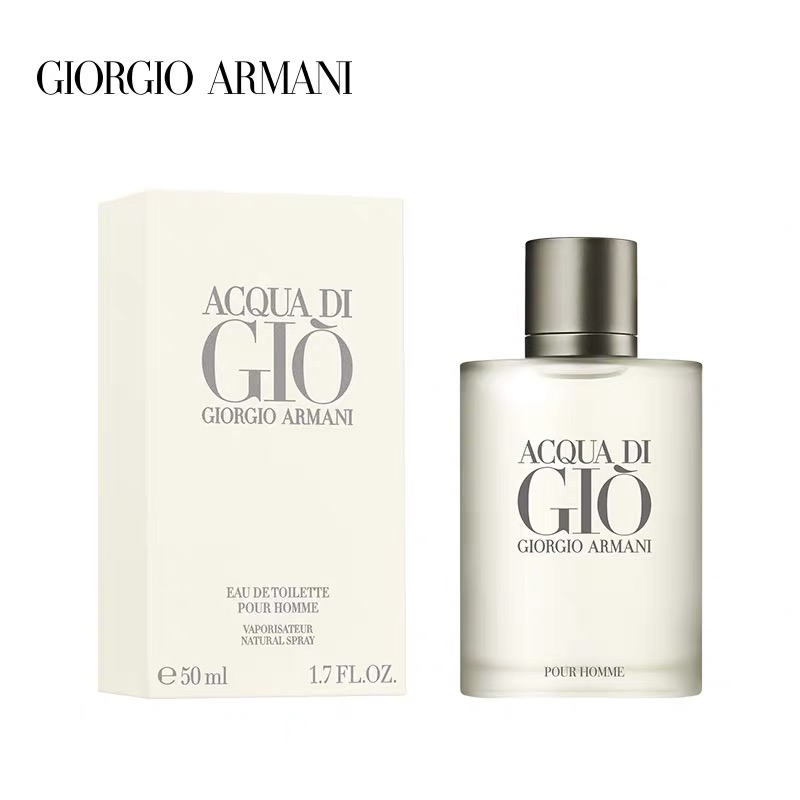 GIORGIO ARMANI
ACQUA DI
GIÒ
GIORGIO ARMANI
EAU DE TOILETTE
POUR HOMME
VAPORISATEUR
NATURAL SPRAY
℮ 50 ml 1.7 FL.OZ.
ACQUA DI
GIÒ
GIORGIO ARMANI
POUR HOMME